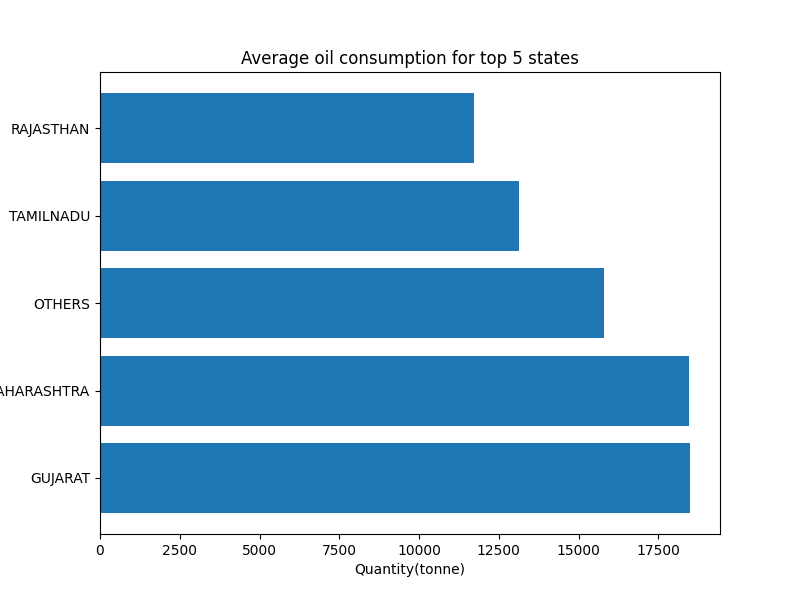 Average oil consumption for top 5 states
RAJASTHAN
TAMILNADU
OTHERS
AHARASHTRA
GUJARAT
0 2500 5000 7500 10000 12500 15000 17500
Quantity(tonne)